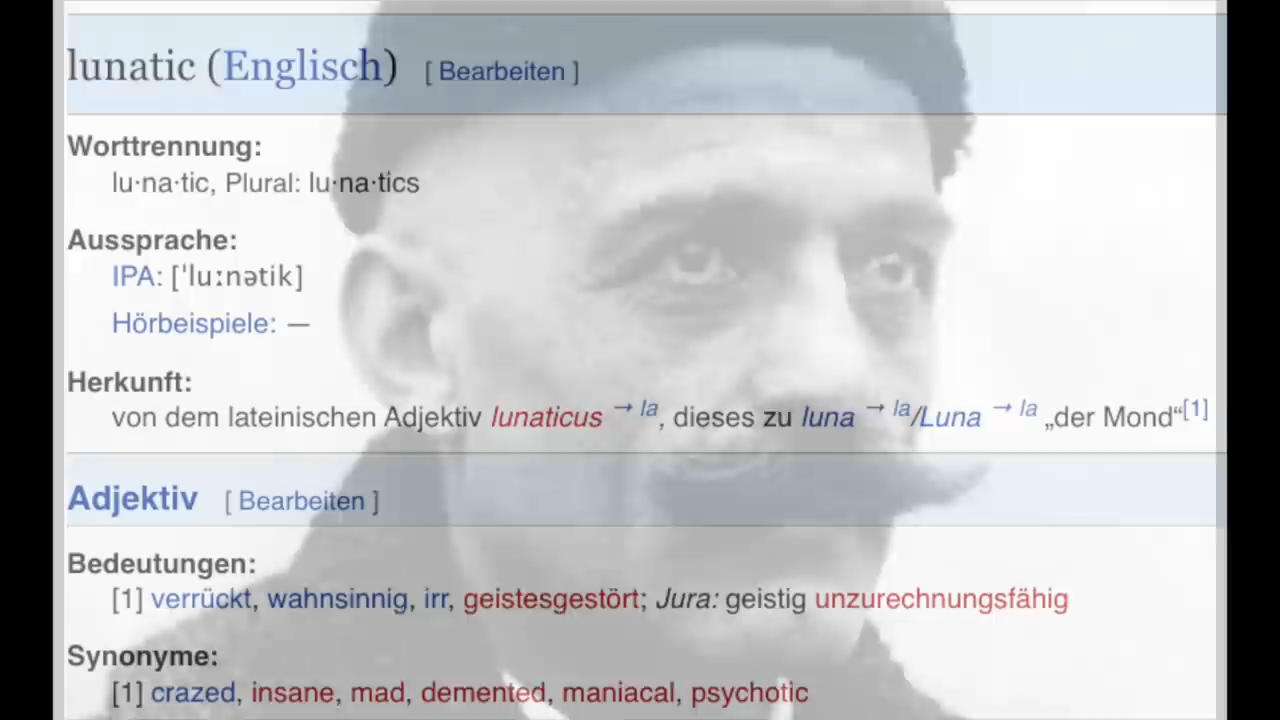 lunatic (Englisch) [ Bearbeiten ]
Worttrennung:
lu·na·tic, Plural: lu·na·tics
Aussprache:
IPA: [ˈluːnətik]
Hörbeispiele: —
Herkunft:
von dem lateinischen Adjektiv lunaticus → la, dieses zu luna → la/Luna → la „der Mond“[1]
Adjektiv [ Bearbeiten ]
Bedeutungen:
[1] verrückt, wahnsinnig, irr, geistesgestört; Jura: geistig unzurechnungsfähig
Synonyme:
[1] crazed, insane, mad, demented, maniacal, psychotic